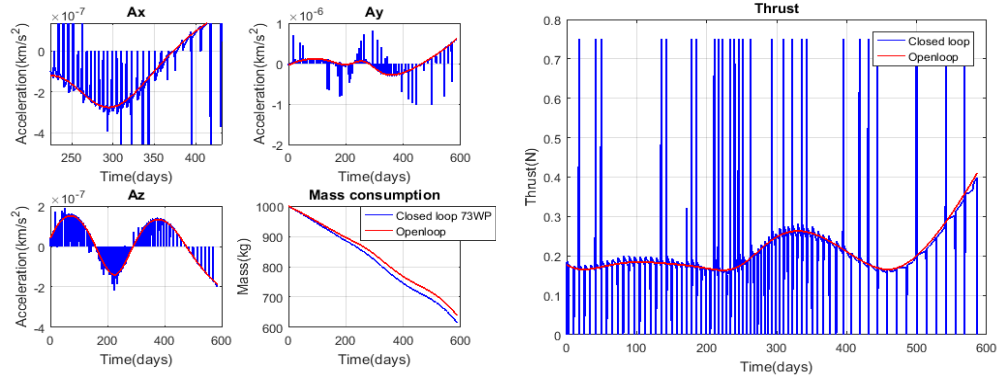 Ax
×10⁻⁷
Acceleration(km/s²)
0
-2
-4
250
300
350
400
Time(days)
Ay
×10⁻⁶
Acceleration(km/s²)
1
0
-1
-2
0
200
400
600
Time(days)
Az
×10⁻⁷
Acceleration(km/s²)
2
0
-2
-4
0
200
400
600
Time(days)
Mass consumption
Closed loop 73WP
Openloop
Mass(kg)
1000
900
800
700
600
0
200
400
600
Time(days)
Thrust
Closed loop
Openloop
Thrust(N)
0.8
0.7
0.6
0.5
0.4
0.3
0.2
0.1
0
0
100
200
300
400
500
600
Time(days)